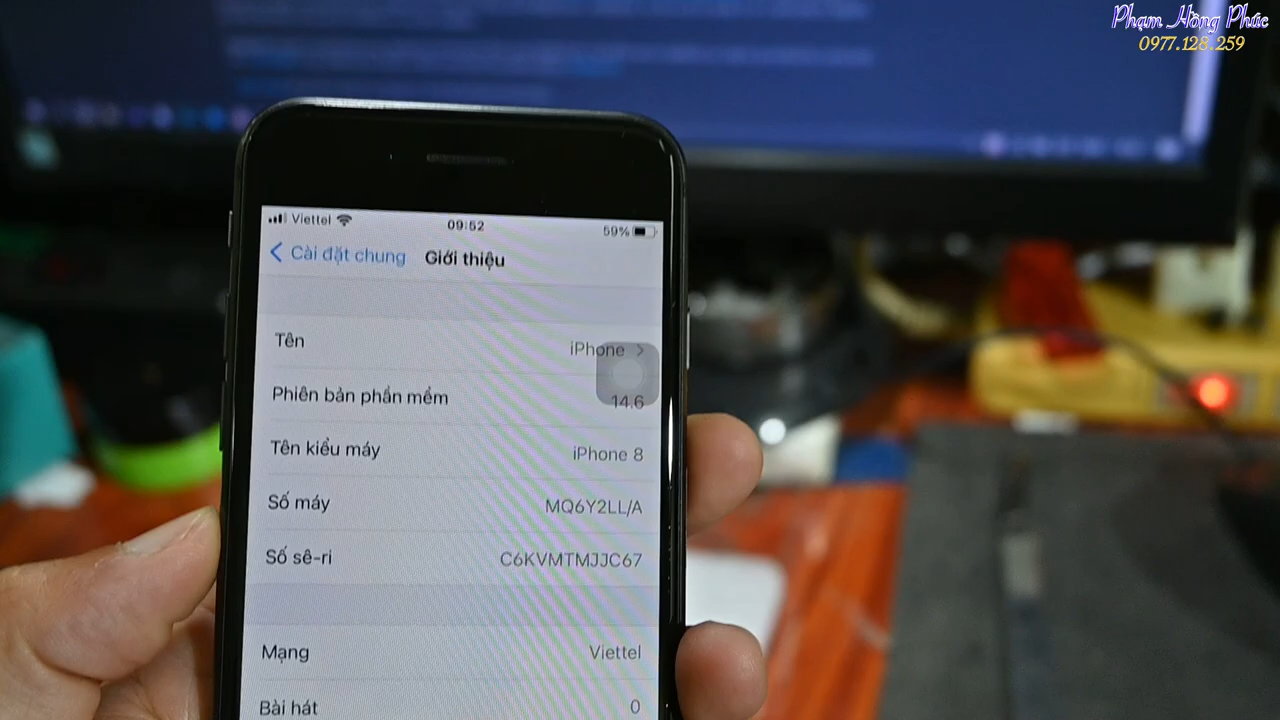 Phạm Hồng Phúc
0977.128.259
Viettel 09:52 59%
Cài đặt chung Giới thiệu
Tên iPhone
Phiên bản phần mềm 14.6
Tên kiểu máy iPhone 8
Số máy MQ6Y2LL/A
Số sê-ri C6KVMTMJJC67
Mạng Viettel
Bài hát 0